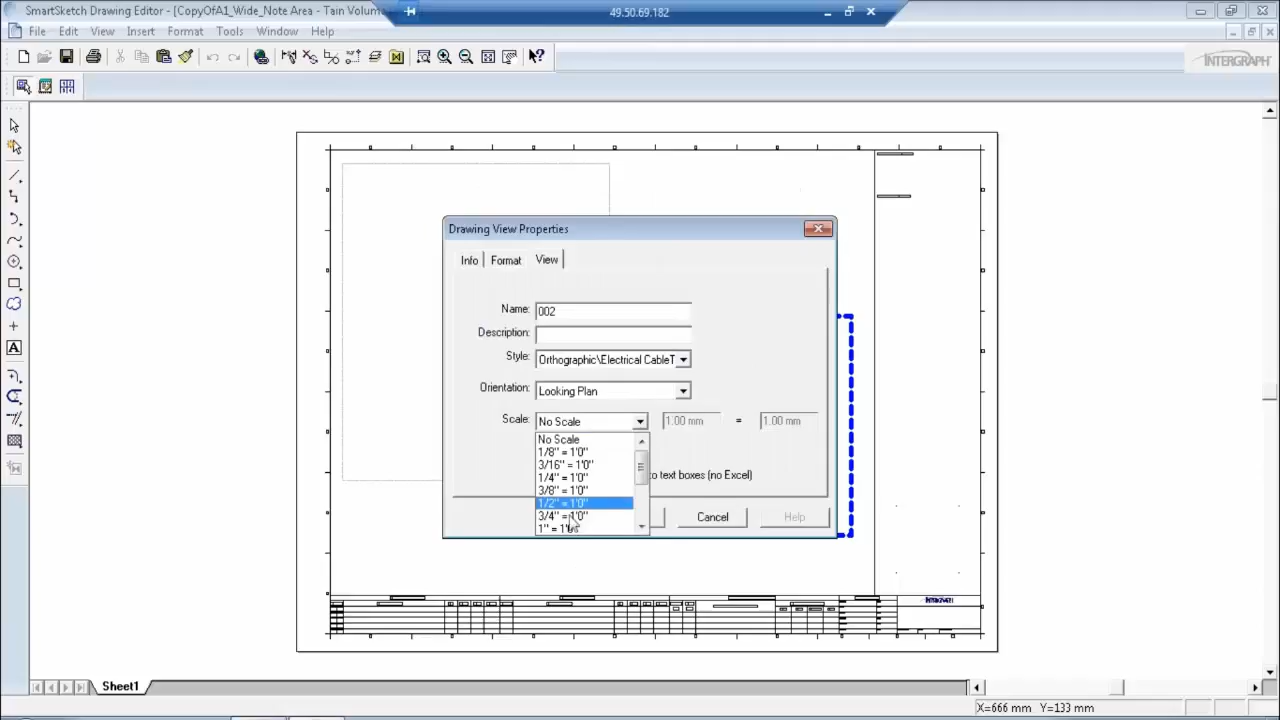 SmartSketch Drawing Editor - [CopyOfA1_Wide_Note Area - Tain Volum
49.50.69.182
File Edit View Insert Format Tools Window Help
INTERGRAPH
A
Drawing View Properties
Info Format View
Name: 002
Description:
Style: Orthographic\Electrical CableT
Orientation: Looking Plan
Scale: No Scale 1.00 mm = 1.00 mm
No Scale
1/8" = 1'0"
3/16" = 1'0"
1/4" = 1'0"
3/8" = 1'0" to text boxes (no Excel)
1/2" = 1'0"
3/4" = 1'0"
1" = 1'0"
Cancel Help
Sheet1
X=666 mm Y=133 mm